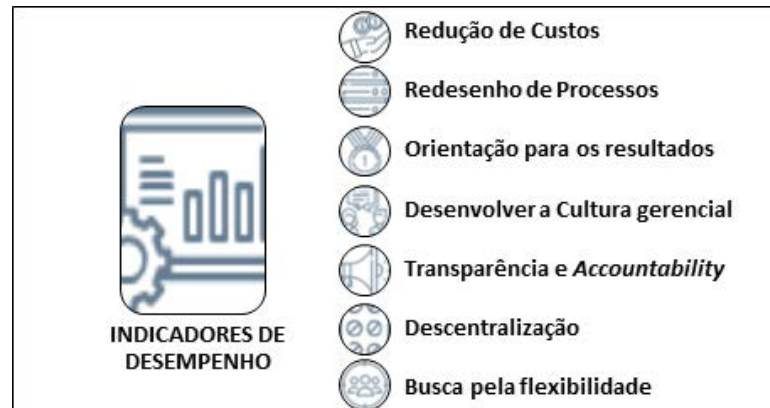 Redução de Custos
Redesenho de Processos
Orientação para os resultados
Desenvolver a Cultura gerencial
Transparência e Accountability
Descentralização
Busca pela flexibilidade
INDICADORES DE
DESEMPENHO